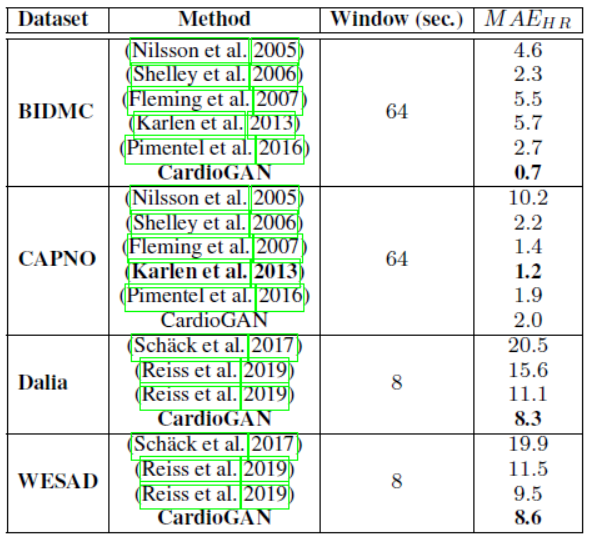 Dataset Method Window (sec.) MAE_HR
BIDMC 64
(Nilsson et al. 2005) 4.6
(Shelley et al. 2006) 2.3
(Fleming et al. 2007) 5.5
(Karlen et al. 2013) 5.7
(Pimentel et al. 2016) 2.7
CardioGAN 0.7
CAPNO 64
(Nilsson et al. 2005) 10.2
(Shelley et al. 2006) 2.2
(Fleming et al. 2007) 1.4
(Karlen et al. 2013) 1.2
(Pimentel et al. 2016) 1.9
CardioGAN 2.0
Dalia 8
(Schäck et al. 2017) 20.5
(Reiss et al. 2019) 15.6
(Reiss et al. 2019) 11.1
CardioGAN 8.3
WESAD 8
(Schäck et al. 2017) 19.9
(Reiss et al. 2019) 11.5
(Reiss et al. 2019) 9.5
CardioGAN 8.6